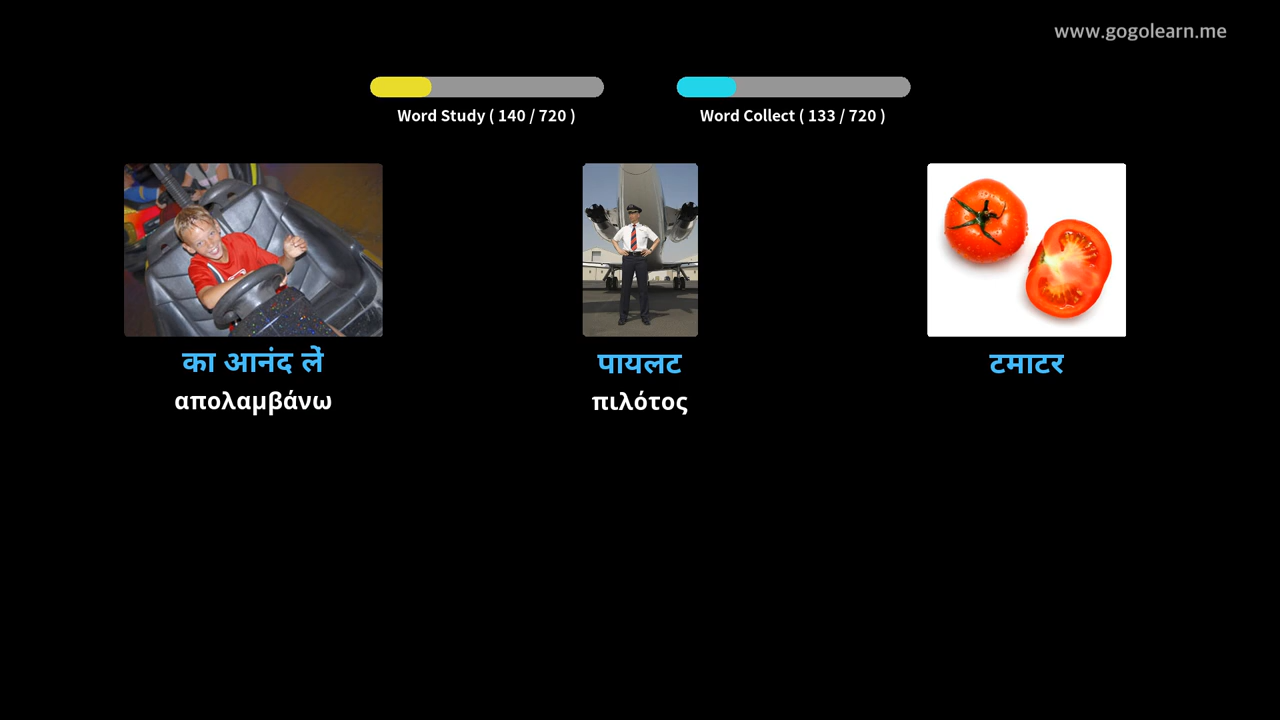 www.gogolearn.me
Word Study ( 140 / 720 )
Word Collect ( 133 / 720 )
का आनंद लें
απολαμβάνω
पायलट
πιλότος
टमाटर